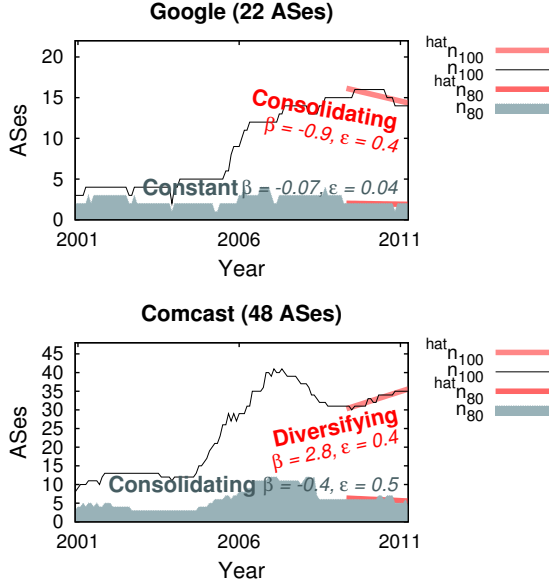 Google (22 ASes)
20
15
10
5
0
ASes
Consolidating
β = -0.9, ε = 0.4
Constant β = -0.07, ε = 0.04
2001
2006
2011
Year
hat n100
n100
hat n80
n80
Comcast (48 ASes)
45
40
35
30
25
20
15
10
5
0
ASes
Diversifying
β = 2.8, ε = 0.4
Consolidating β = -0.4, ε = 0.5
2001
2006
2011
Year
hat n100
n100
hat n80
n80